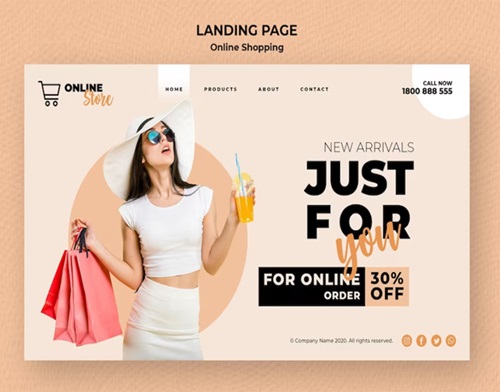 LANDING PAGE
Online Shopping
ONLINE
Store
HOME PRODUCTS ABOUT CONTACT
CALL NOW
1800 888 555
NEW ARRIVALS
JUST
FOR
you
FOR ONLINE
ORDER
30%
OFF
© Company Name 2020. All rights reserved.